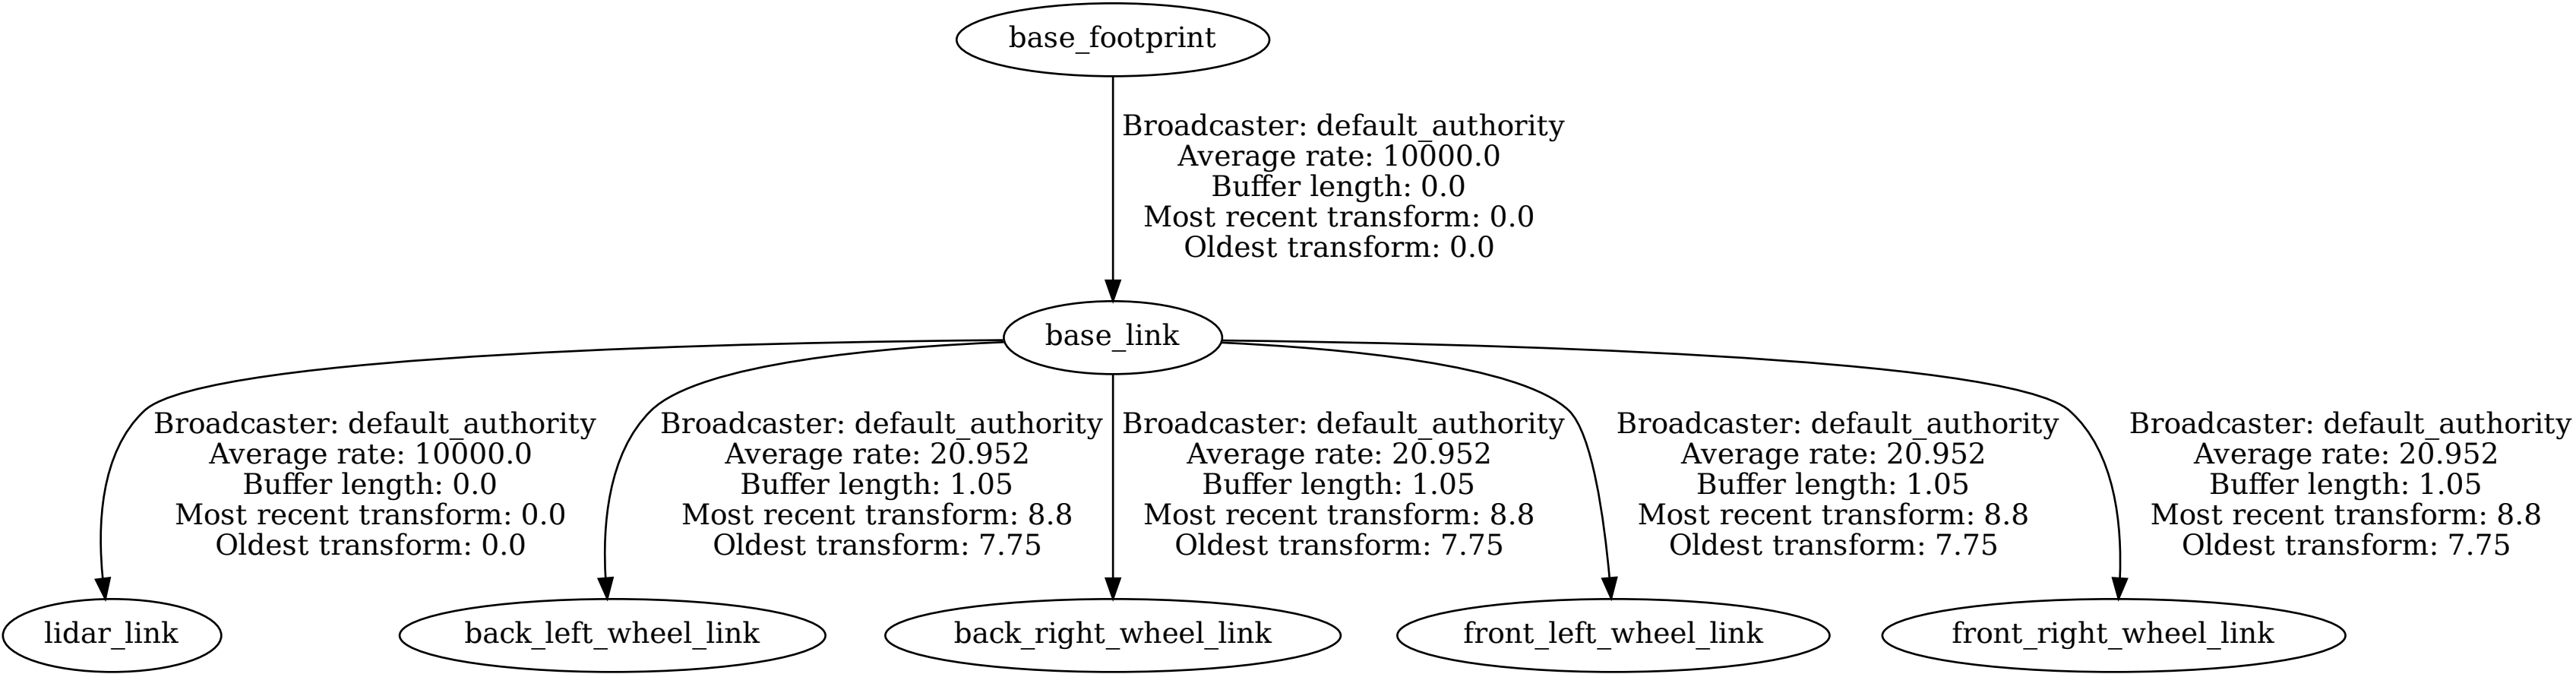 base_footprint
Broadcaster: default_authority
Average rate: 10000.0
Buffer length: 0.0
Most recent transform: 0.0
Oldest transform: 0.0
base_link
Broadcaster: default_authority
Average rate: 10000.0
Buffer length: 0.0
Most recent transform: 0.0
Oldest transform: 0.0
Broadcaster: default_authority
Average rate: 20.952
Buffer length: 1.05
Most recent transform: 8.8
Oldest transform: 7.75
Broadcaster: default_authority
Average rate: 20.952
Buffer length: 1.05
Most recent transform: 8.8
Oldest transform: 7.75
Broadcaster: default_authority
Average rate: 20.952
Buffer length: 1.05
Most recent transform: 8.8
Oldest transform: 7.75
Broadcaster: default_authority
Average rate: 20.952
Buffer length: 1.05
Most recent transform: 8.8
Oldest transform: 7.75
lidar_link
back_left_wheel_link
back_right_wheel_link
front_left_wheel_link
front_right_wheel_link